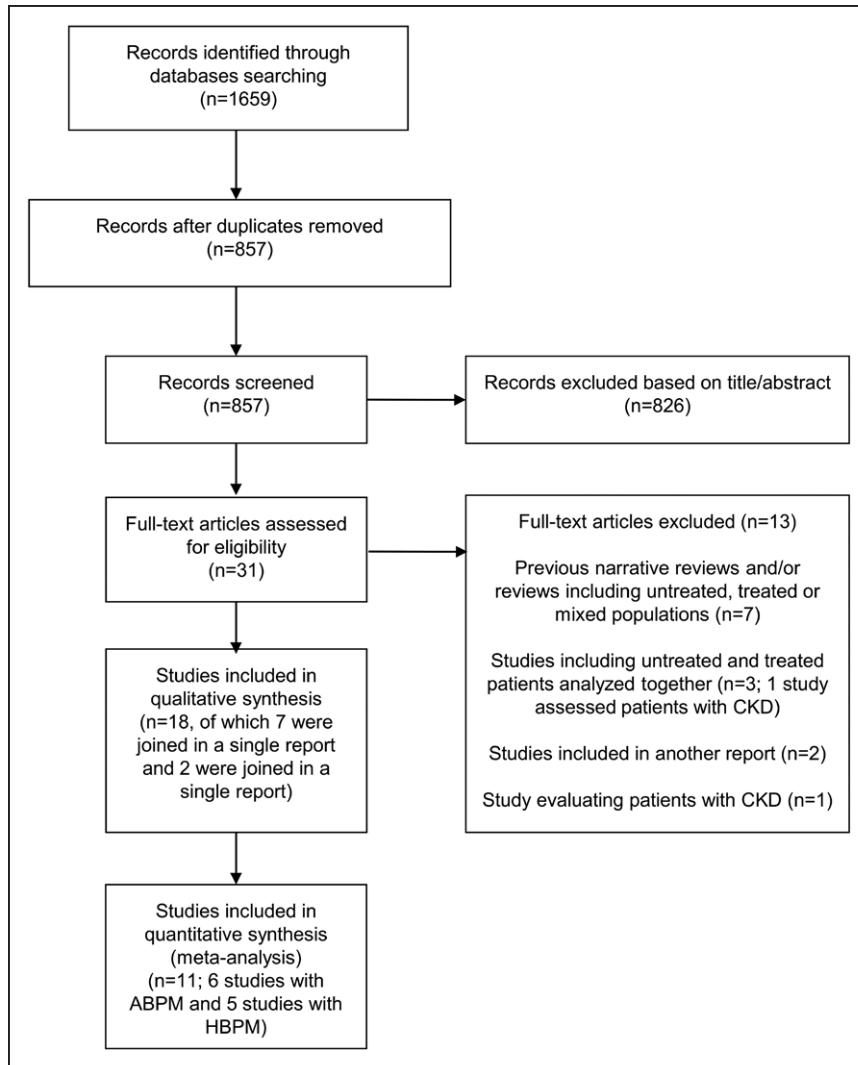 Records identified through
databases searching
(n=1659)
Records after duplicates removed
(n=857)
Records screened
(n=857)
Records excluded based on title/abstract
(n=826)
Full-text articles assessed
for eligibility
(n=31)
Full-text articles excluded (n=13)
Previous narrative reviews and/or
reviews including untreated, treated or
mixed populations (n=7)
Studies including untreated and treated
patients analyzed together (n=3; 1 study
assessed patients with CKD)
Studies included in another report (n=2)
Study evaluating patients with CKD (n=1)
Studies included in
qualitative synthesis
(n=18, of which 7 were
joined in a single report
and 2 were joined in a
single report)
Studies included in
quantitative synthesis
(meta-analysis)
(n=11; 6 studies with
ABPM and 5 studies with
HBPM)